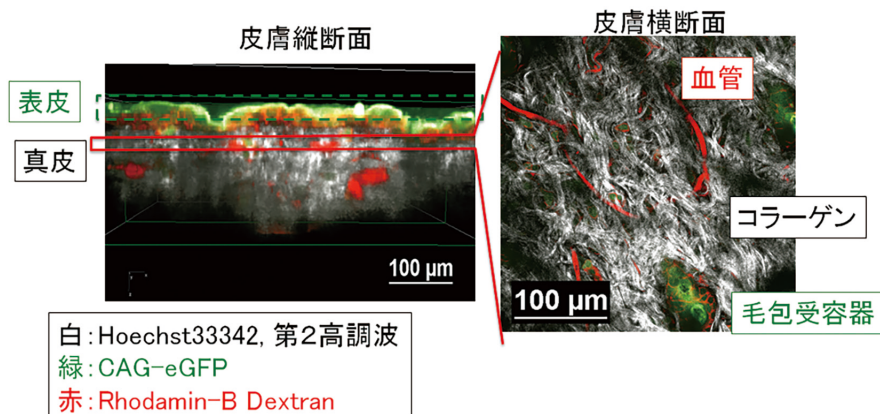 皮膚縦断面
皮膚横断面
表皮
真皮
血管
コラーゲン
毛包受容器
100 μm
100 μm
白：Hoechst33342, 第２高調波
緑：CAG-eGFP
赤：Rhodamin-B Dextran